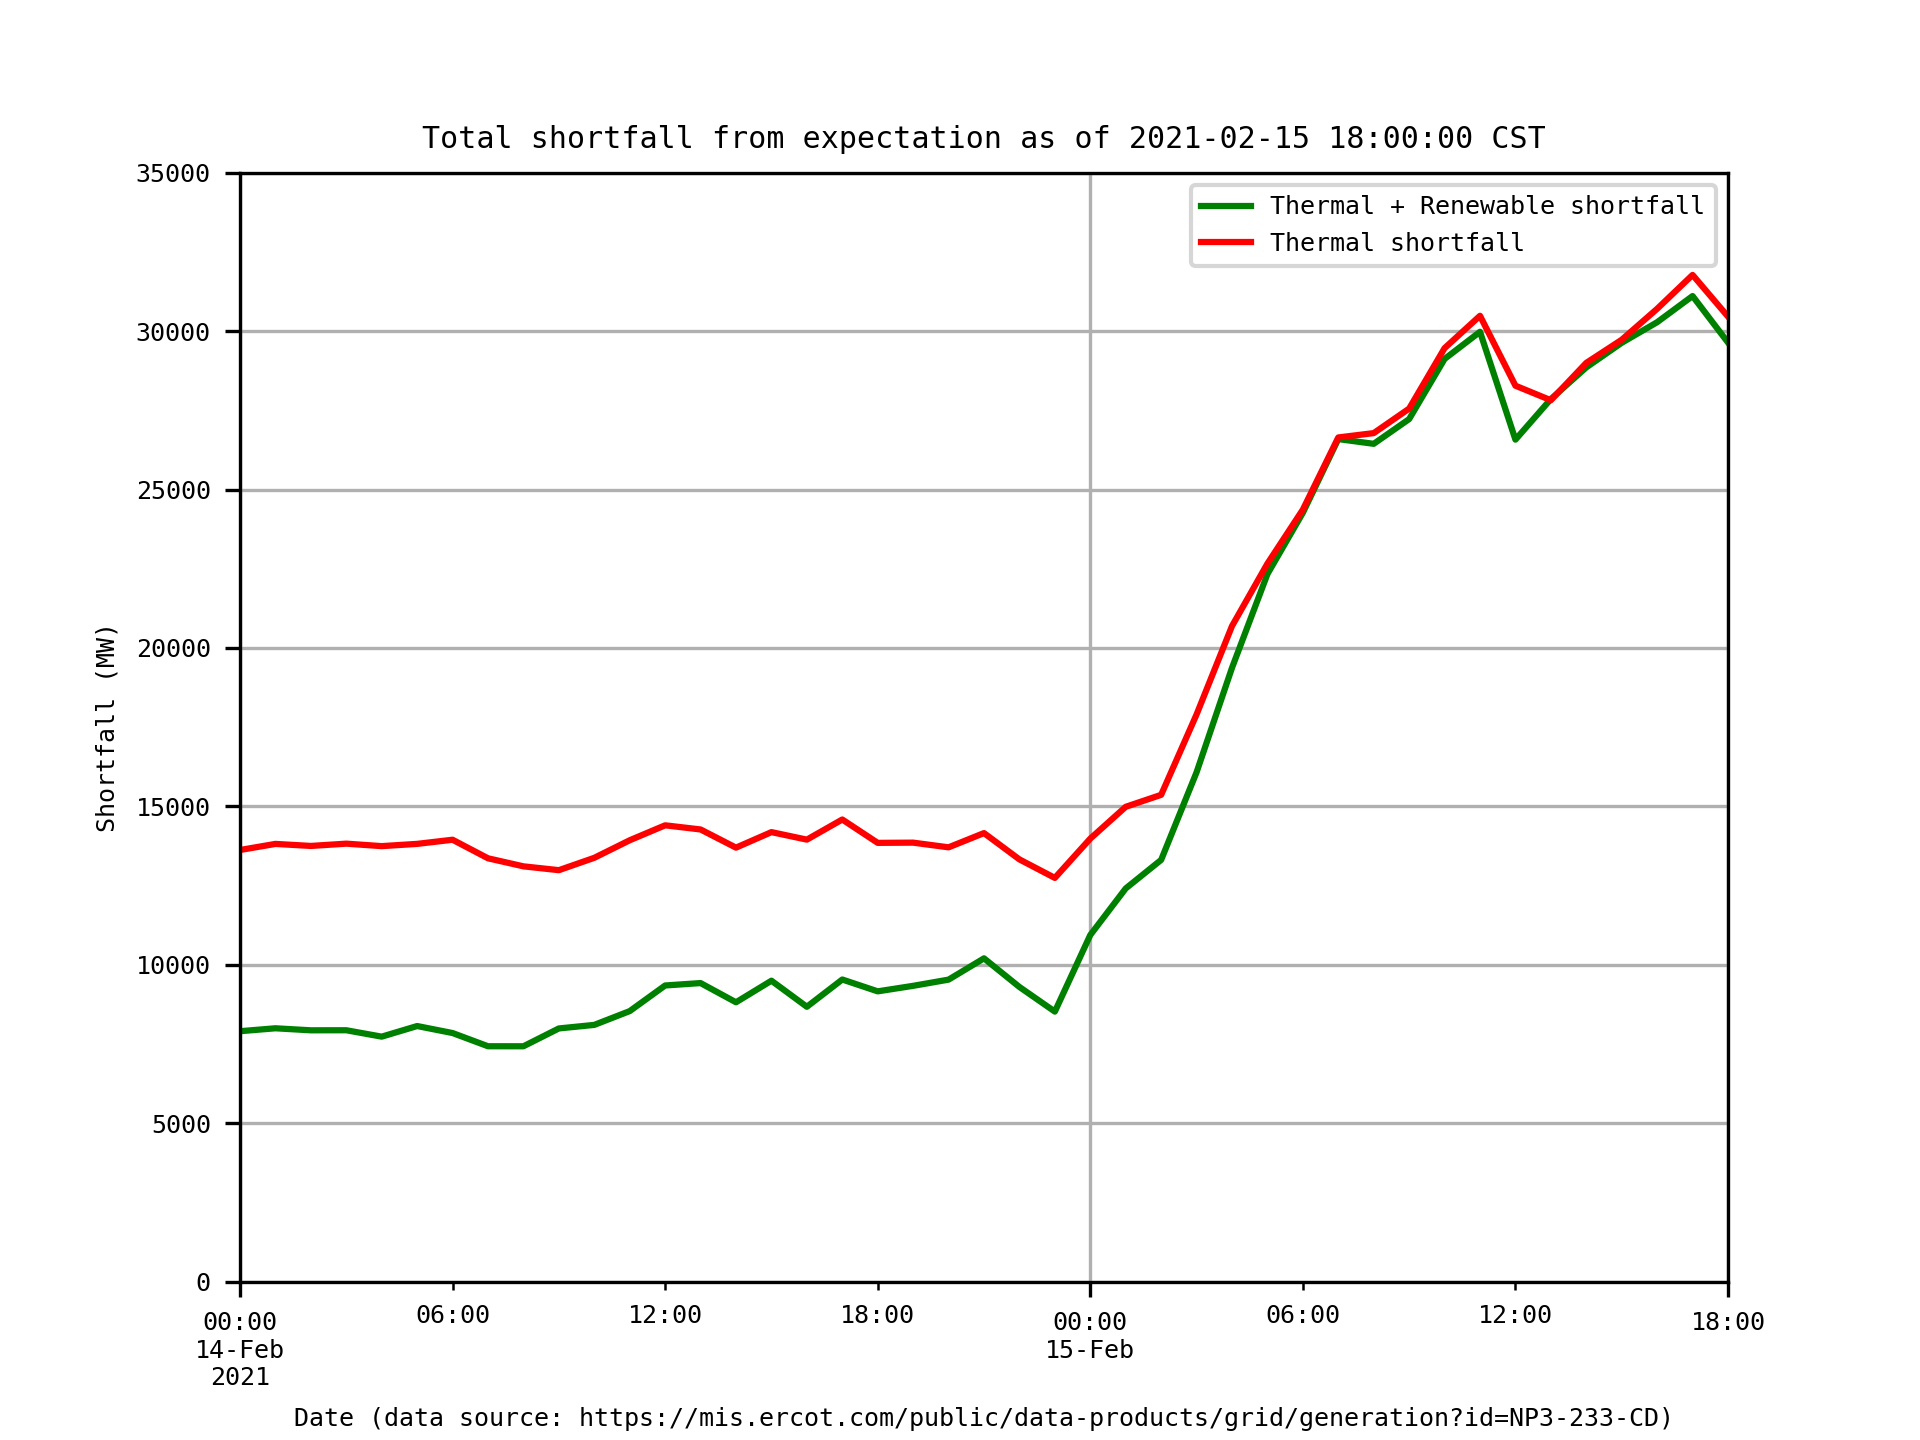 Total shortfall from expectation as of 2021-02-15 18:00:00 CST
Thermal + Renewable shortfall
Thermal shortfall
Shortfall (MW)
35000
30000
25000
20000
15000
10000
5000
0
00:00 06:00 12:00 18:00 00:00 06:00 12:00 18:00
14-Feb 15-Feb
2021
Date (data source: https://mis.ercot.com/public/data-products/grid/generation?id=NP3-233-CD)